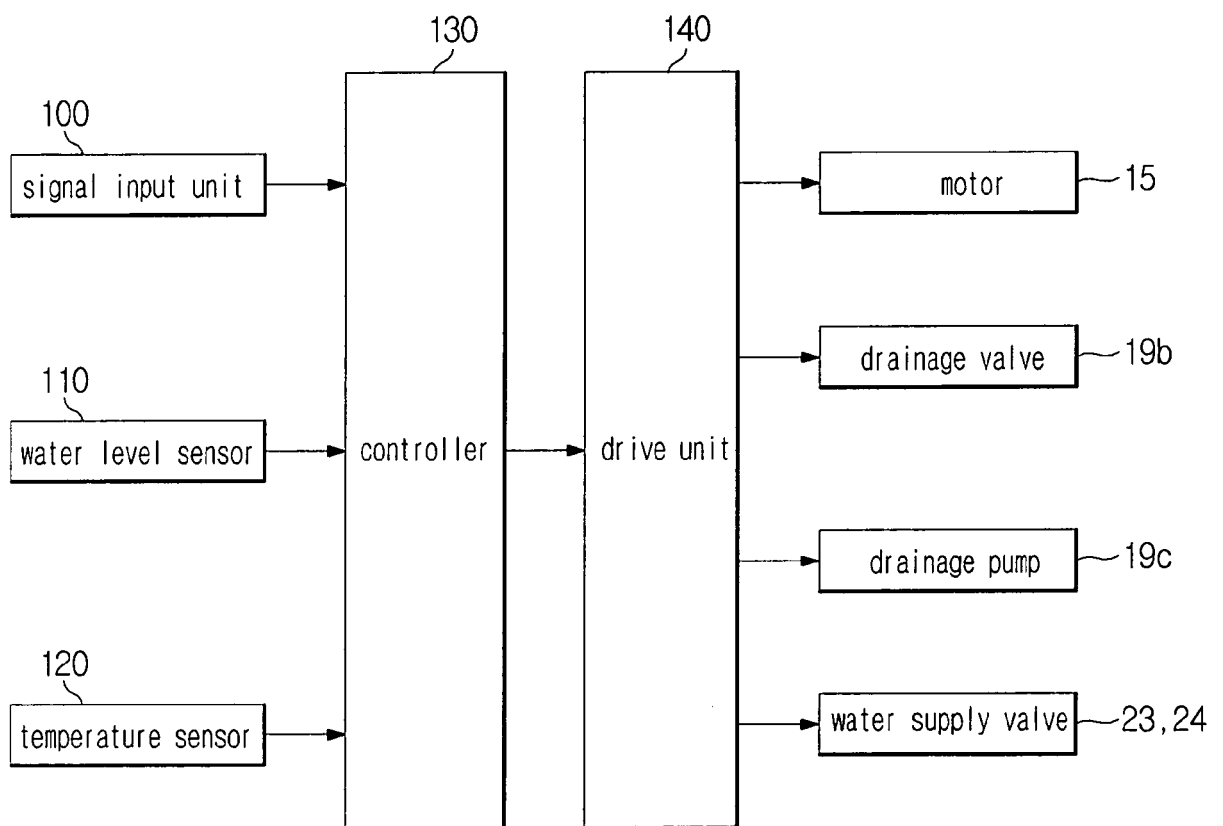 130
140
100
signal input unit
motor
15
drainage valve
19b
110
water level sensor
controller
drive unit
drainage pump
19c
120
temperature sensor
water supply valve
23, 24